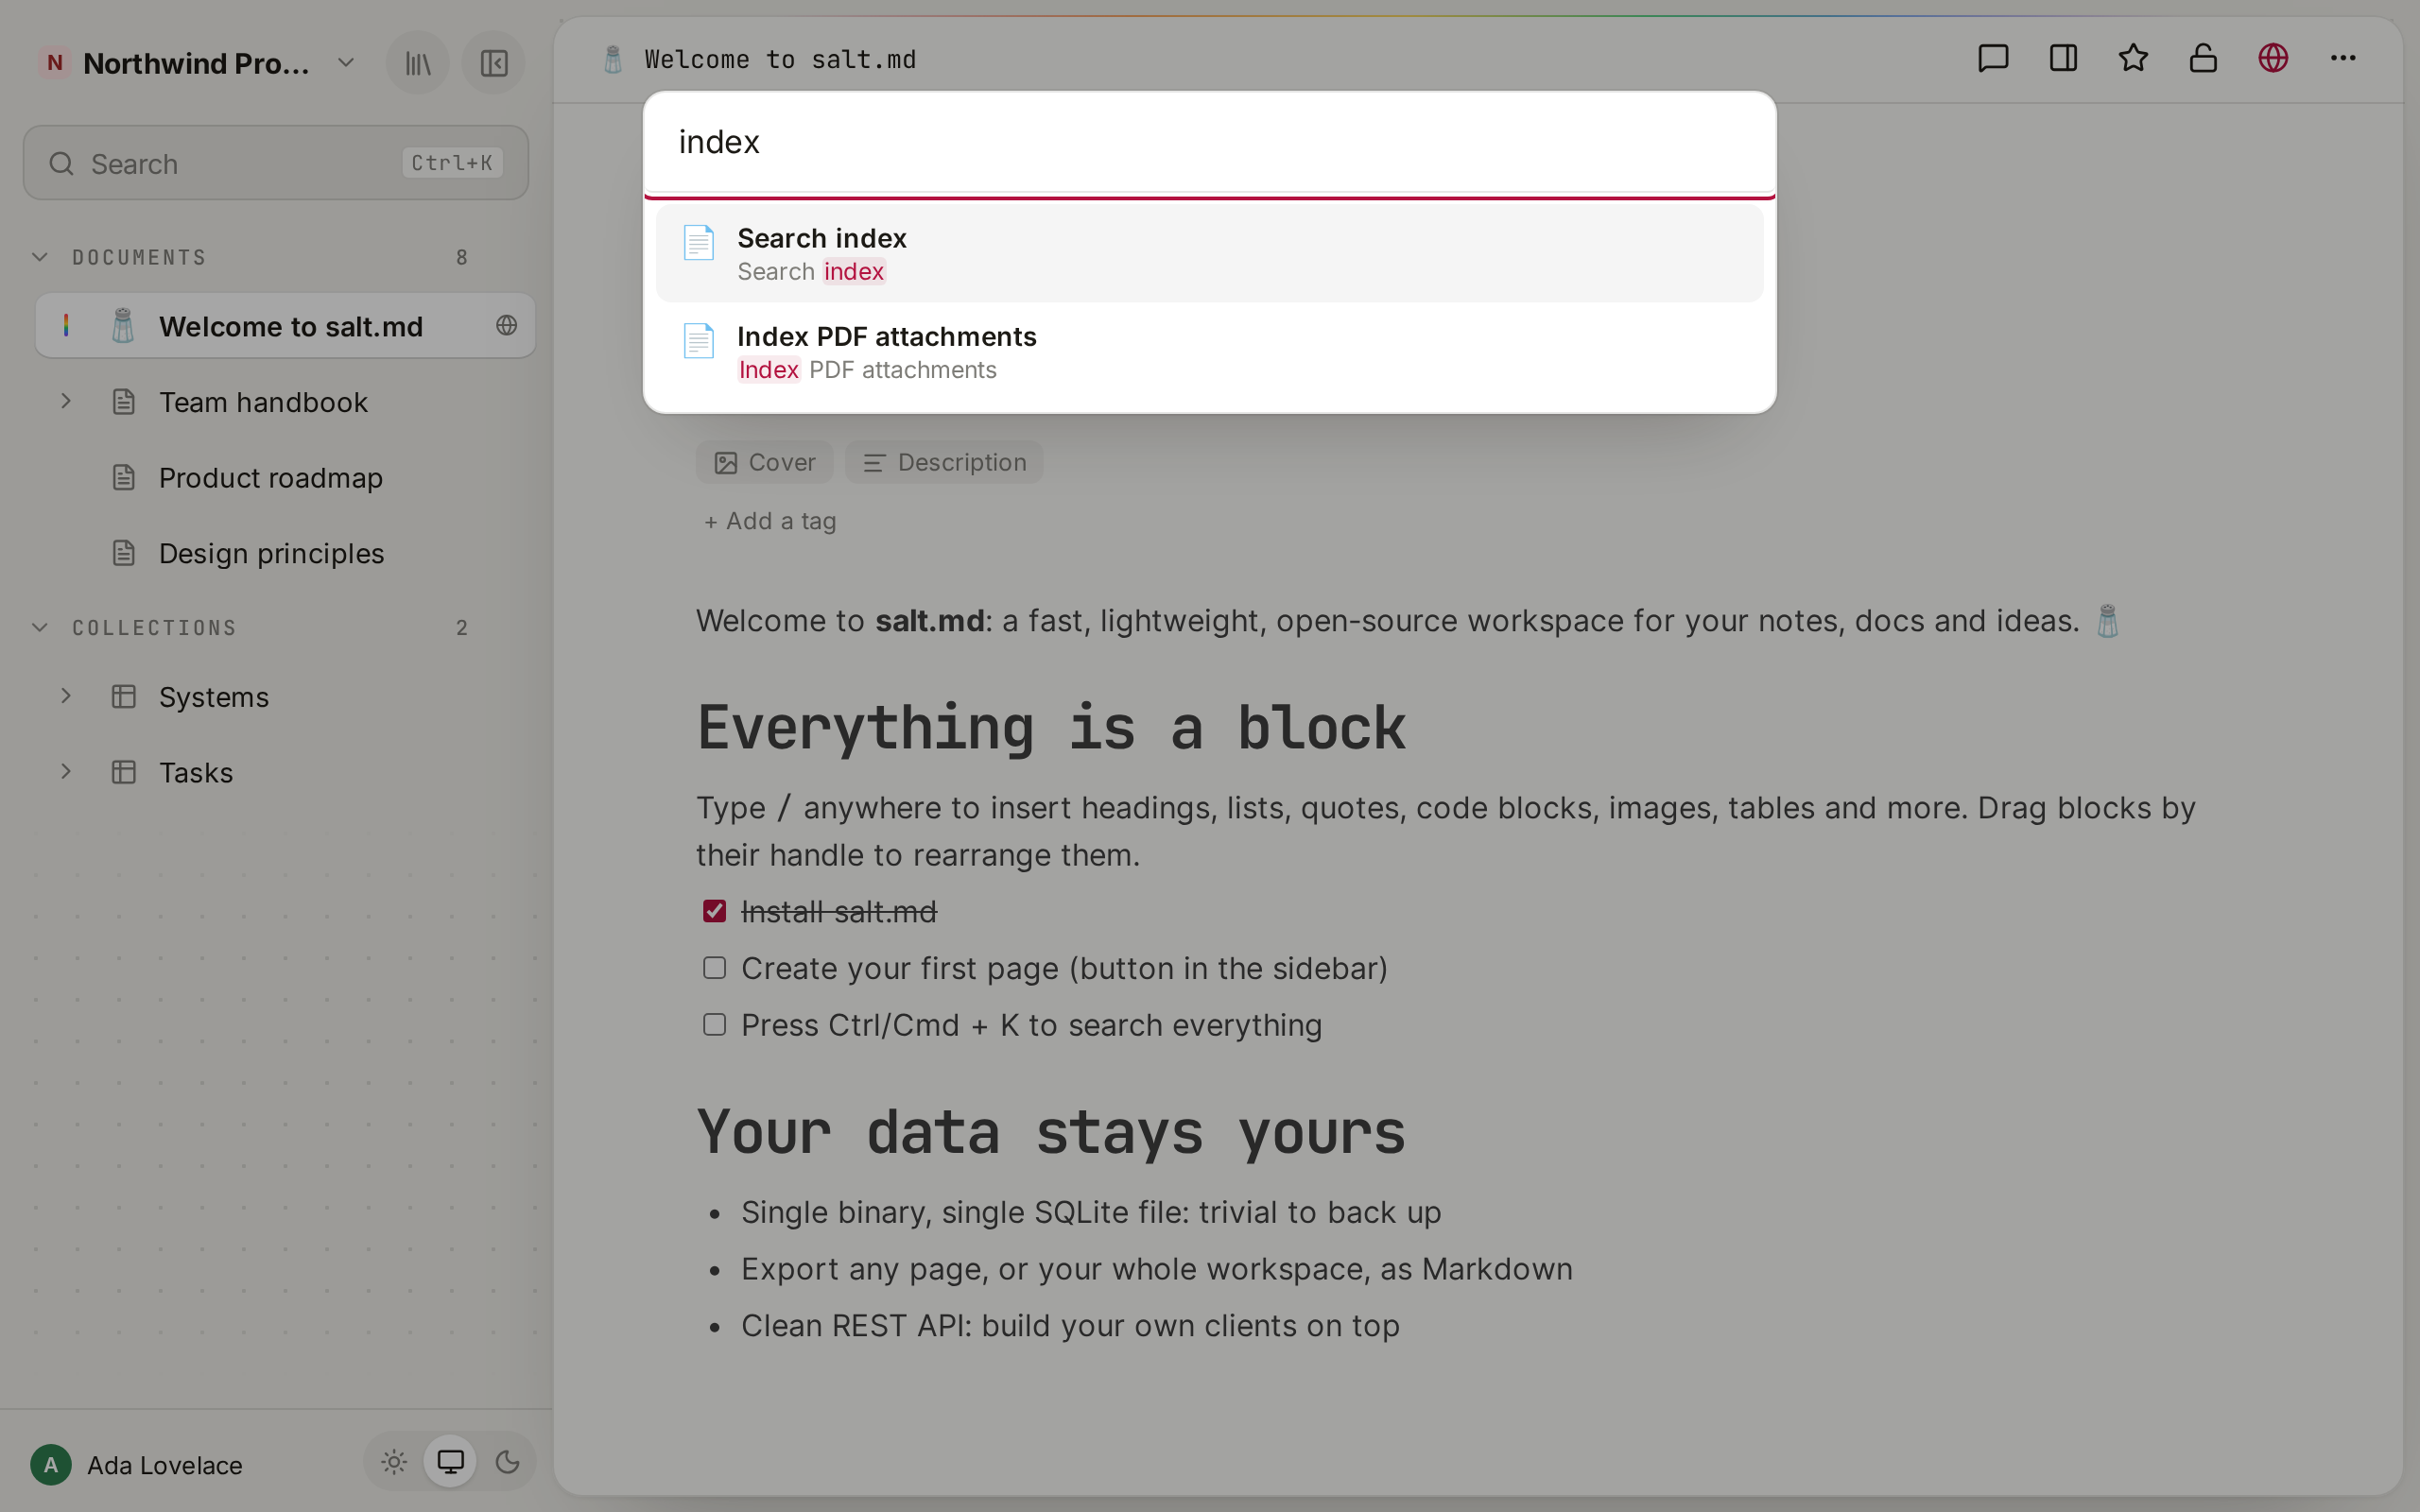 N Northwind Pro...
Search Ctrl+K
DOCUMENTS 8
Welcome to salt.md
Team handbook
Product roadmap
Design principles
COLLECTIONS 2
Systems
Tasks
A Ada Lovelace
Welcome to salt.md
index
Search index
Search index
Index PDF attachments
Index PDF attachments
Cover Description
+ Add a tag
Welcome to salt.md: a fast, lightweight, open-source workspace for your notes, docs and ideas.
Everything is a block
Type / anywhere to insert headings, lists, quotes, code blocks, images, tables and more. Drag blocks by
their handle to rearrange them.
Install salt.md
Create your first page (button in the sidebar)
Press Ctrl/Cmd + K to search everything
Your data stays yours
• Single binary, single SQLite file: trivial to back up
• Export any page, or your whole workspace, as Markdown
• Clean REST API: build your own clients on top